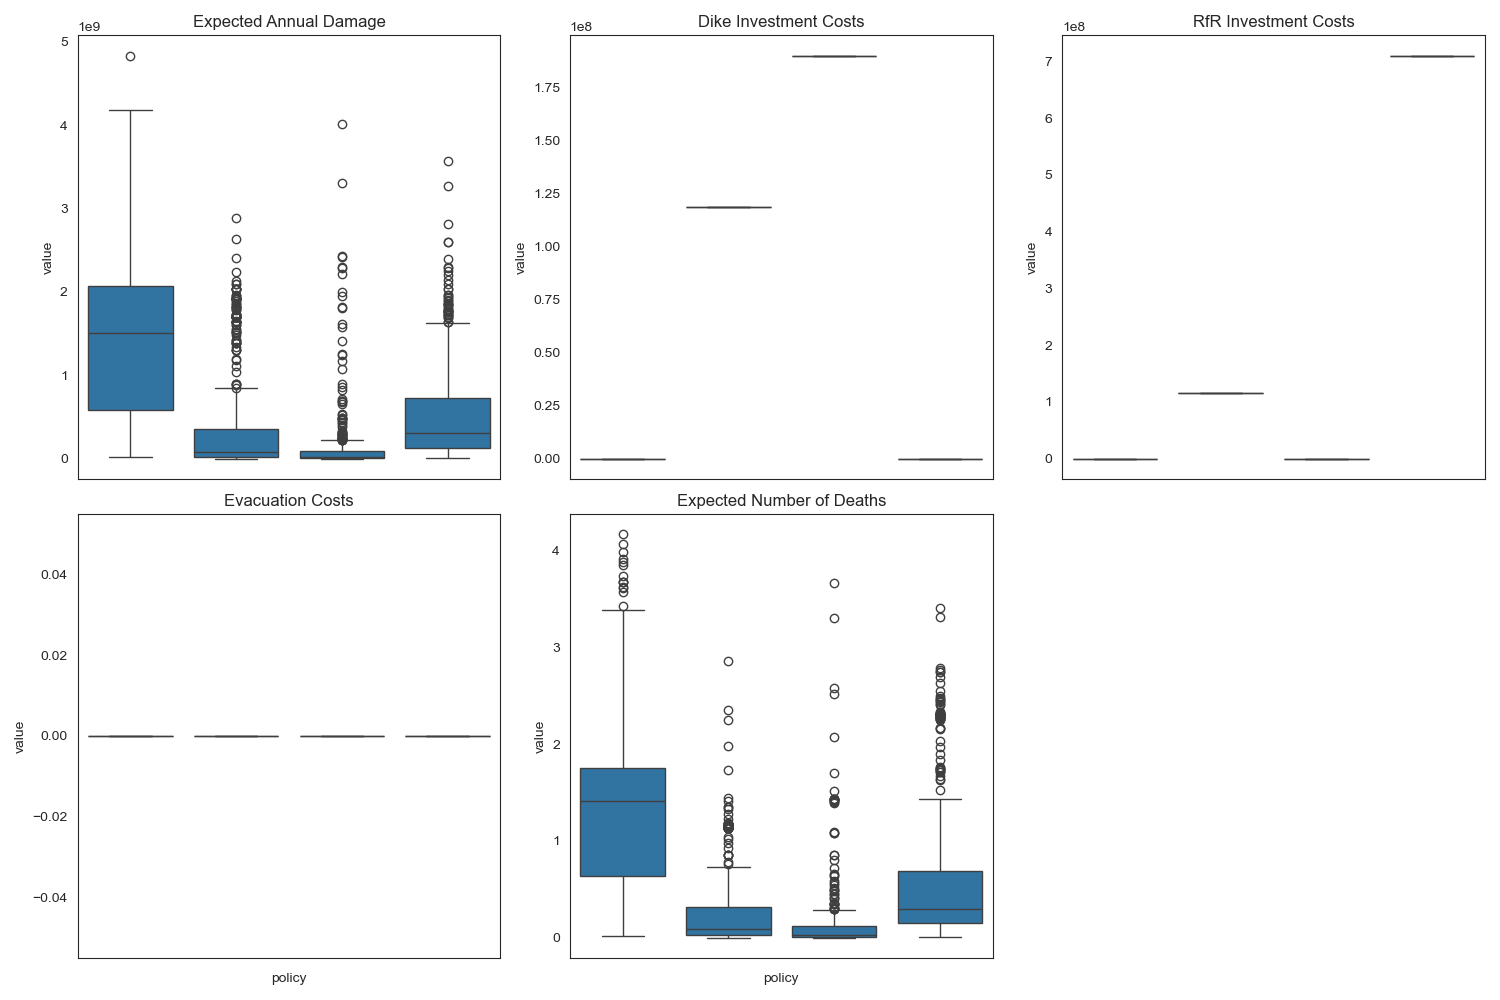 Expected Annual Damage
1e9
5
4
3
2
1
0
value
Dike Investment Costs
1e8
1.75
1.50
1.25
1.00
0.75
0.50
0.25
0.00
value
RfR Investment Costs
1e8
7
6
5
4
3
2
1
0
value
Evacuation Costs
0.04
0.02
0.00
−0.02
−0.04
value
policy
Expected Number of Deaths
4
3
2
1
0
value
policy